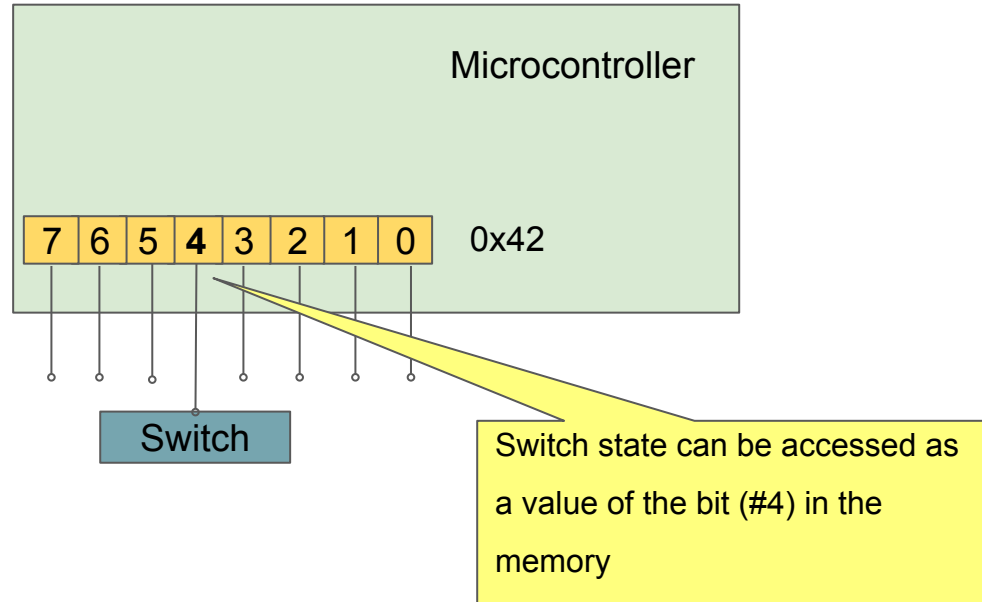 Microcontroller
7 6 5 4 3 2 1 0 0x42
Switch
Switch state can be accessed as
a value of the bit (#4) in the
memory